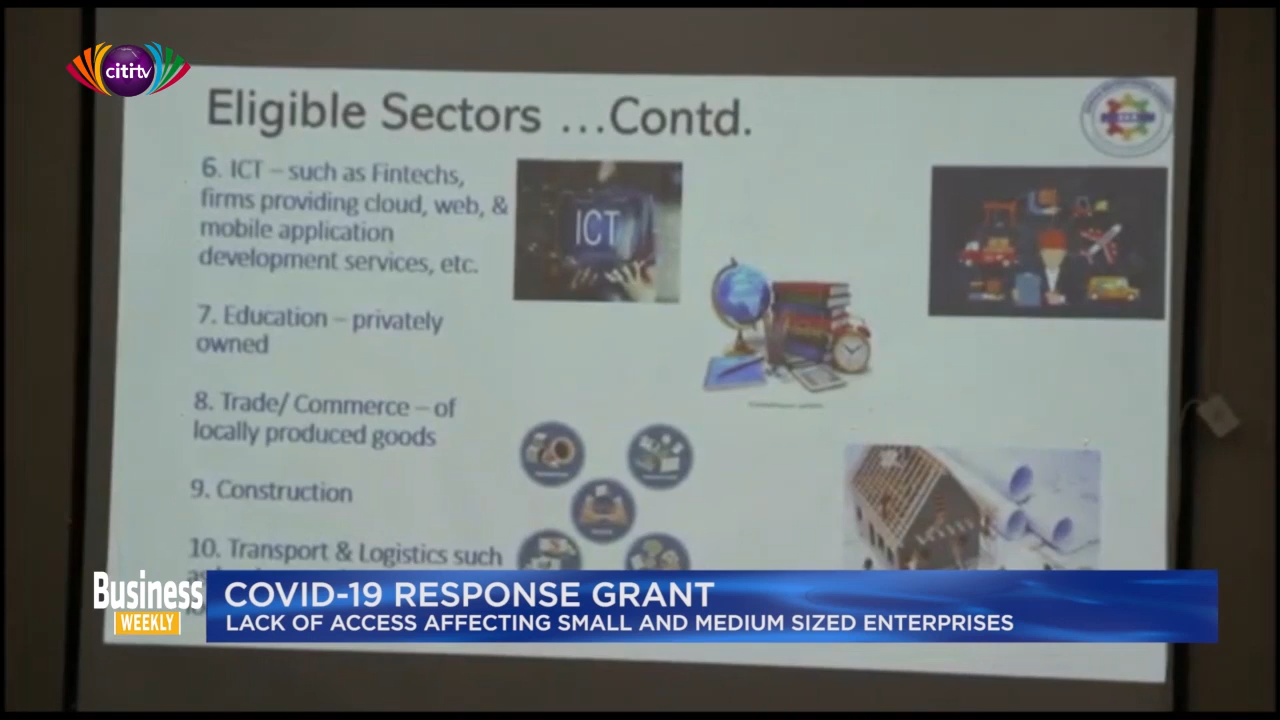 citi tv
Eligible Sectors ...Contd.
6. ICT – such as Fintechs,
firms providing cloud, web, &
mobile application
development services, etc.
ICT
7. Education – privately
owned
8. Trade/ Commerce – of
locally produced goods
9. Construction
10. Transport & Logistics such
Business
WEEKLY
COVID-19 RESPONSE GRANT
LACK OF ACCESS AFFECTING SMALL AND MEDIUM SIZED ENTERPRISES